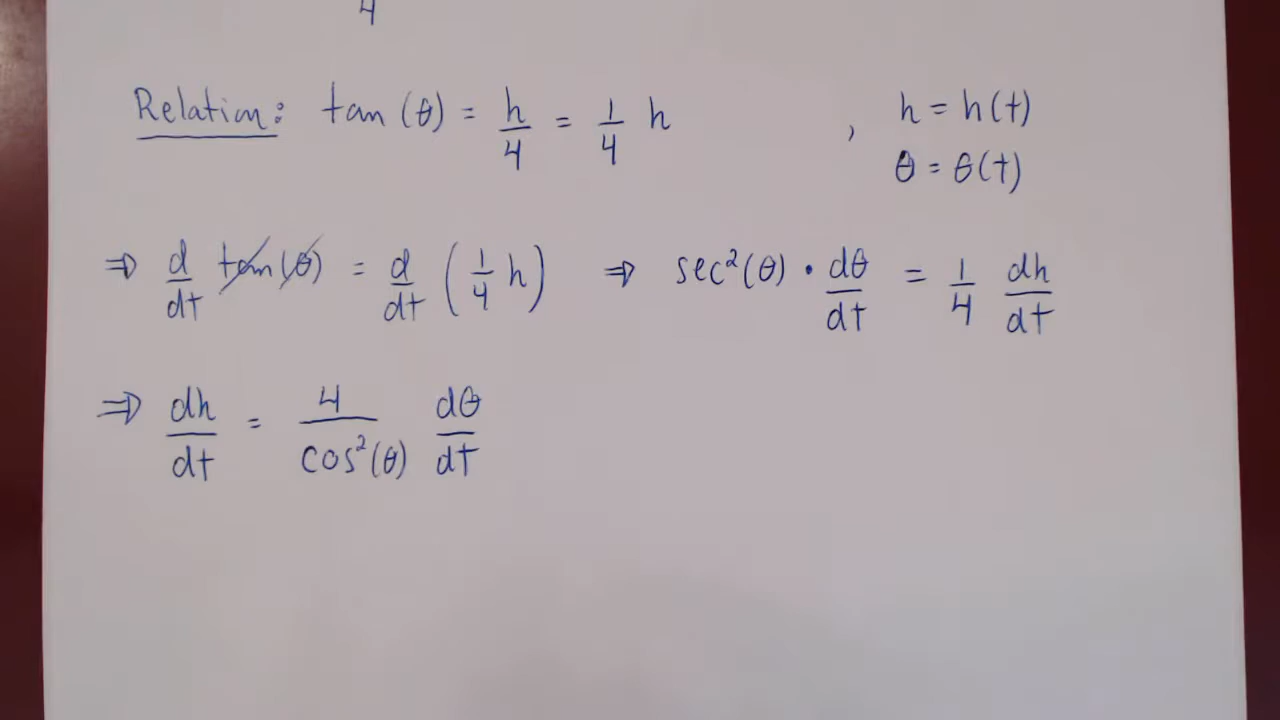 4
Relation: tan(θ) = h/4 = 1/4 h , h = h(t)
θ = θ(t)
⇒ d/dt tan(θ) = d/dt (1/4 h) ⇒ sec²(θ) • dθ/dt = 1/4 dh/dt
⇒ dh/dt = 4/cos²(θ) dθ/dt